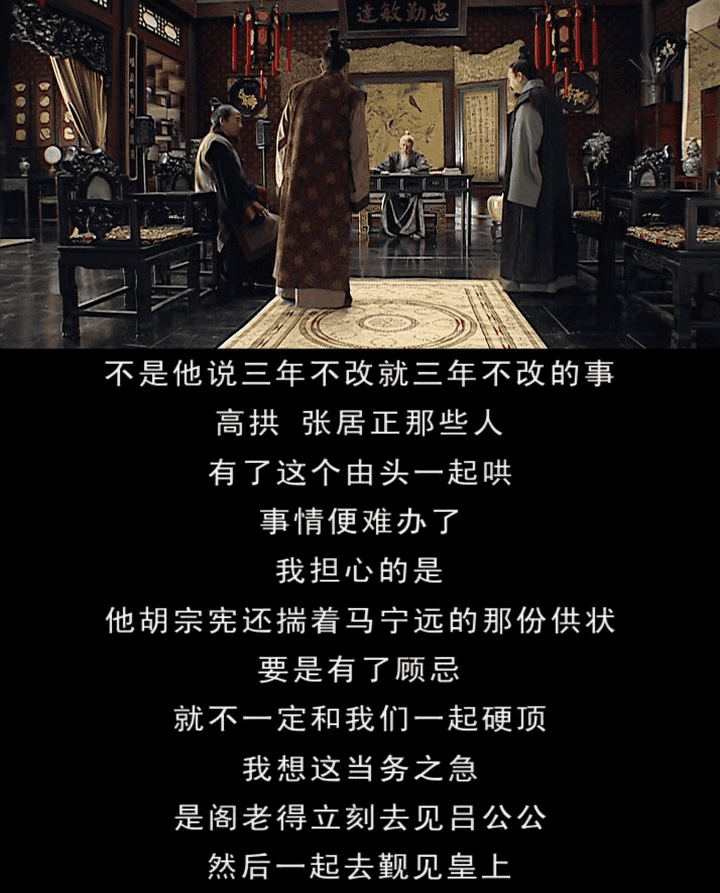 達敏勤忠
不是他说三年不改就三年不改的事
高拱 张居正那些人
有了这个由头一起哄
事情便难办了
我担心的是
他胡宗宪还揣着马宁远的那份供状
要是有了顾忌
就不一定和我们一起硬顶
我想这当务之急
是阁老得立刻去见吕公公
然后一起去觐见皇上